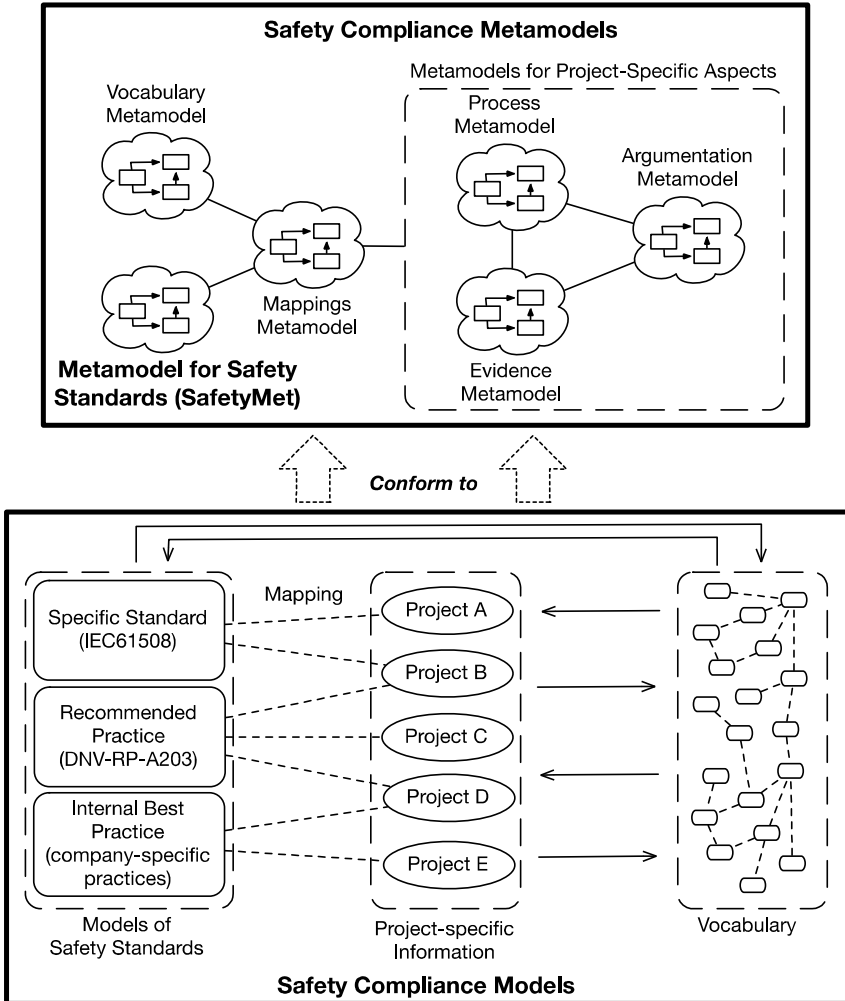 Safety Compliance Metamodels
Metamodels for Project-Specific Aspects
Vocabulary
Metamodel
Process
Metamodel
Argumentation
Metamodel
Mappings
Metamodel
Metamodel for Safety
Standards (SafetyMet)
Evidence
Metamodel
Conform to
Mapping
Specific Standard
(IEC61508)
Recommended
Practice
(DNV-RP-A203)
Internal Best
Practice
(company-specific
practices)
Project A
Project B
Project C
Project D
Project E
Models of
Safety Standards
Project-specific
Information
Vocabulary
Safety Compliance Models